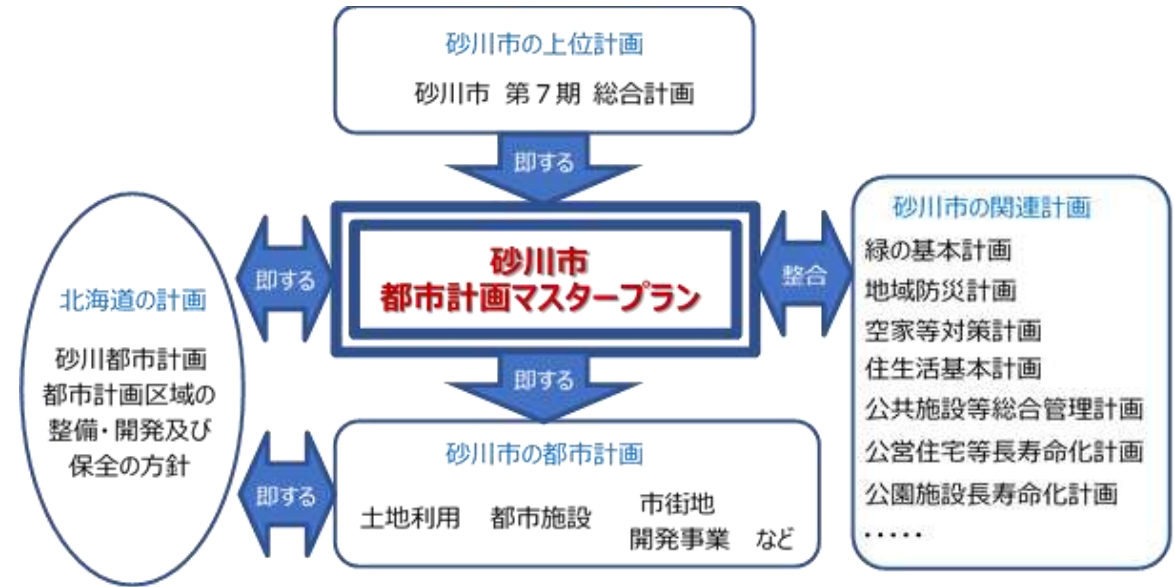 砂川市の上位計画
砂川市 第7期 総合計画
即する
北海道の計画
砂川都市計画
都市計画区域の
整備・開発及び
保全の方針
即する
砂川市
都市計画マスタープラン
整合
砂川市の関連計画
緑の基本計画
地域防災計画
空家等対策計画
住生活基本計画
公共施設等総合管理計画
公営住宅等長寿命化計画
公園施設長寿命化計画
・・・・・
即する
即する
砂川市の都市計画
土地利用 都市施設 市街地
開発事業 など